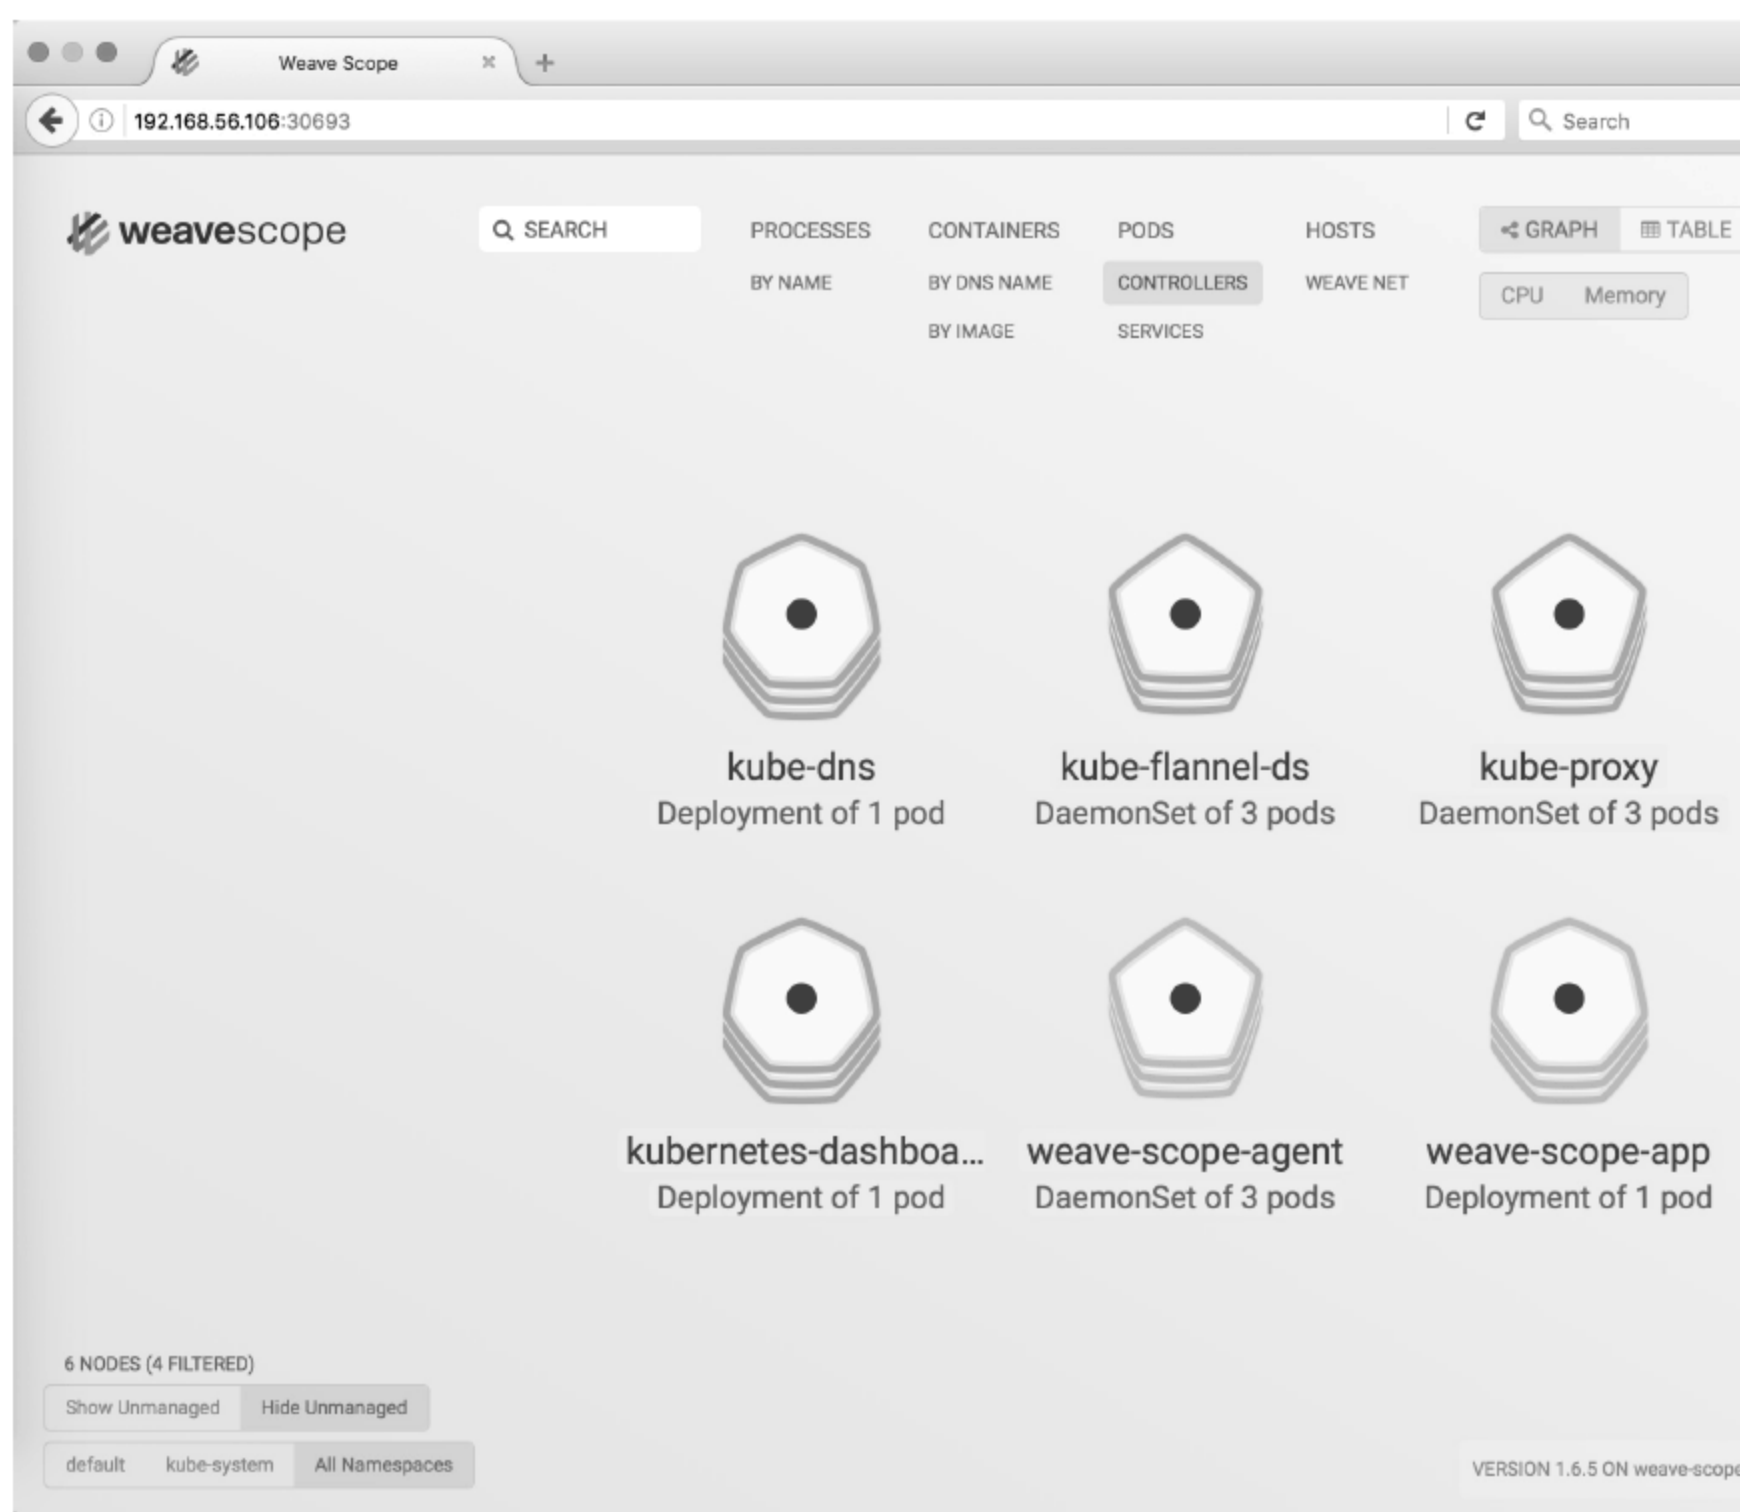 Weave Scope
192.168.56.106:30693
Search
weavescope
SEARCH
PROCESSES CONTAINERS PODS HOSTS GRAPH TABLE
BY NAME BY DNS NAME CONTROLLERS WEAVE NET CPU Memory
BY IMAGE SERVICES
kube-dns kube-flannel-ds kube-proxy
Deployment of 1 pod DaemonSet of 3 pods DaemonSet of 3 pods
kubernetes-dashboa... weave-scope-agent weave-scope-app
Deployment of 1 pod DaemonSet of 3 pods Deployment of 1 pod
6 NODES (4 FILTERED)
Show Unmanaged Hide Unmanaged
default kube-system All Namespaces
VERSION 1.6.5 ON weave-scope